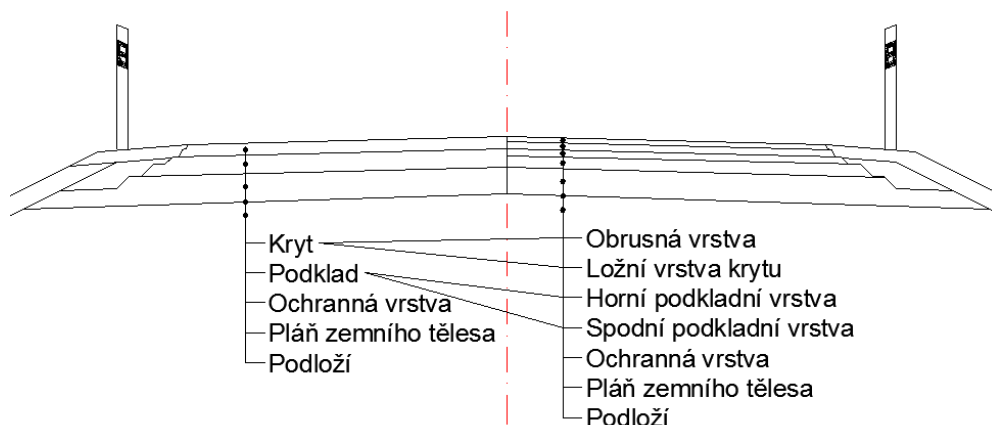 Kryt
Podklad
Ochranná vrstva
Pláň zemního tělesa
Podloží
Obrusná vrstva
Ložní vrstva krytu
Horní podkladní vrstva
Spodní podkladní vrstva
Ochranná vrstva
Pláň zemního tělesa
Podloží